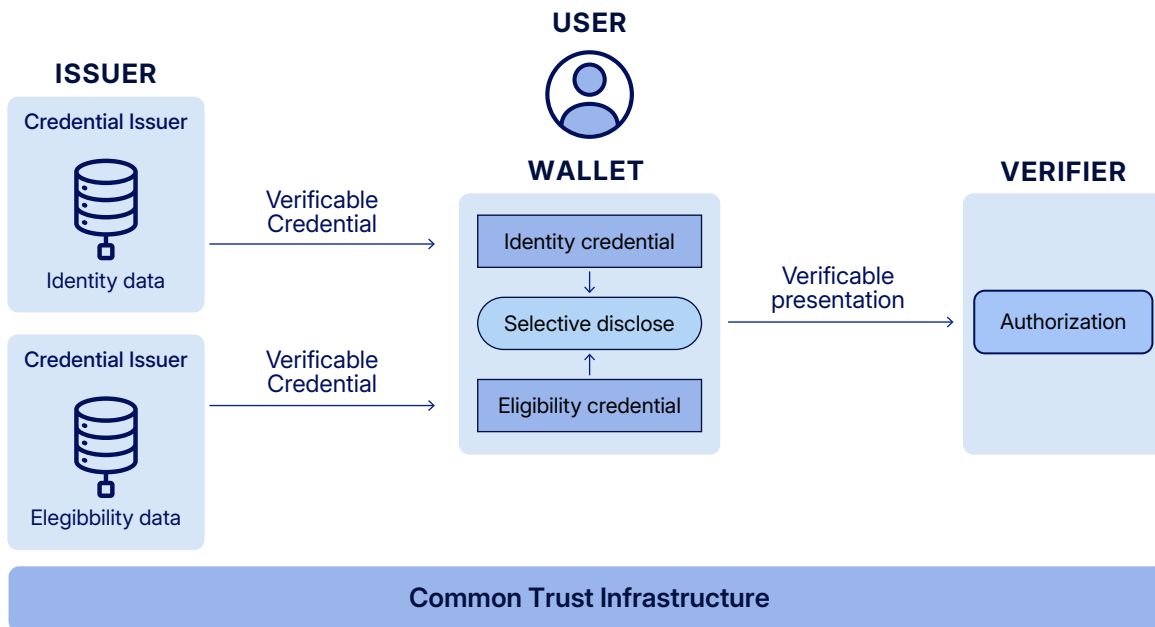 USER
ISSUER
Credential Issuer
Identity data
Verificable
Credential
Credential Issuer
Elegibbility data
Verificable
Credential
WALLET
Identity credential
Selective disclose
Eligibility credential
Verificable
presentation
VERIFIER
Authorization
Common Trust Infrastructure